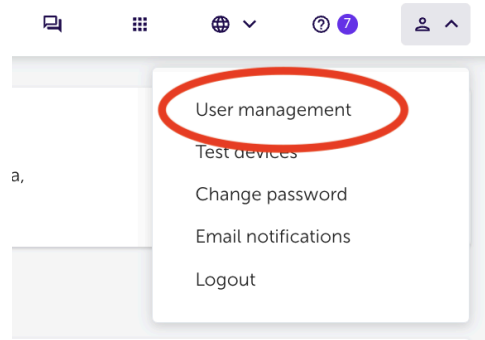 7
User management
Test devices
a,
Change password
Email notifications
Logout